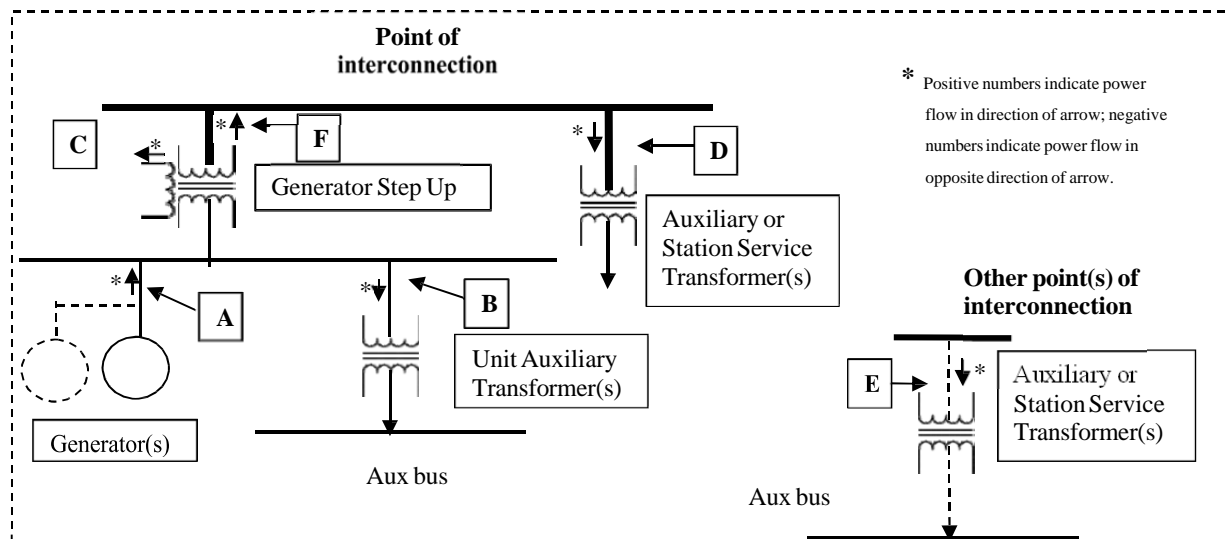 Point of
interconnection
* Positive numbers indicate power
flow in direction of arrow; negative
numbers indicate power flow in
opposite direction of arrow.
C
*
*
F
*
D
Generator Step Up
Auxiliary or
Station Service
Transformer(s)
*
A
*
B
Unit Auxiliary
Transformer(s)
Generator(s)
Aux bus
Other point(s) of
interconnection
E
*
Auxiliary or
Station Service
Transformer(s)
Aux bus